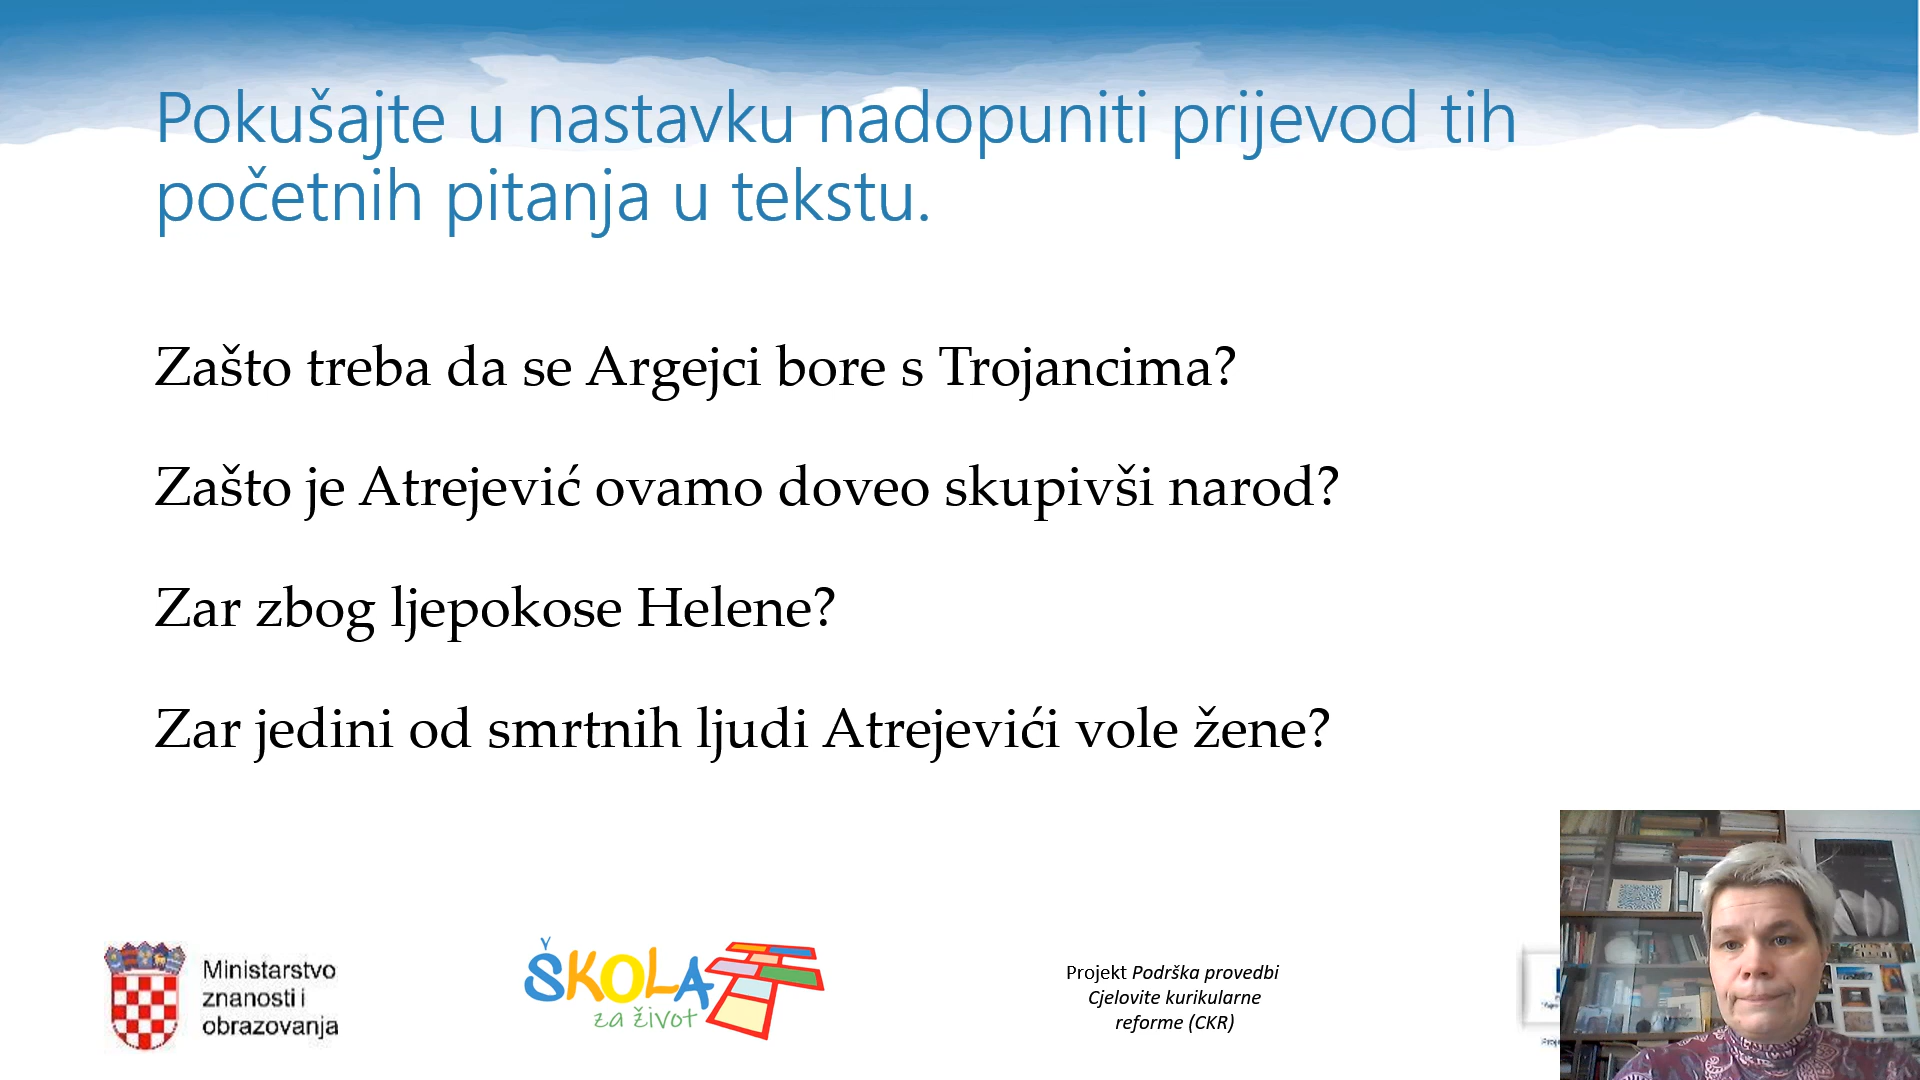 Pokušajte u nastavku nadopuniti prijevod tih
početnih pitanja u tekstu.
Zašto treba da se Argejci bore s Trojancima?
Zašto je Atrejević ovamo doveo skupivši narod?
Zar zbog ljepokose Helene?
Zar jedini od smrtnih ljudi Atrejevići vole žene?
Ministarstvo
znanosti i
obrazovanja
ŠKOLA
za život
Projekt Podrška provedbi
Cjelovite kurikularne
reforme (CKR)